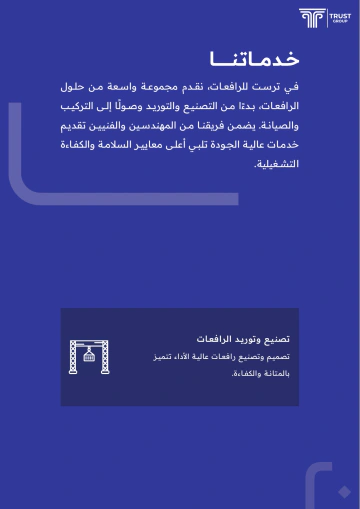 TRUST
GROUP
خدماتنـــا
في ترست للرافعات، نقدم مجموعة واسعة من حلول
الرافعات، بدءًا من التصنيع والتوريد وصولًا إلى التركيب
والصيانة. يضمن فريقنا من المهندسين والفنيين تقديم
خدمات عالية الجودة تلبي أعلى معايير السلامة والكفاءة
التشغيلية.
تصنيع وتوريد الرافعات
تصميم وتصنيع رافعات عالية الأداء تتميز
بالمتانة والكفاءة.